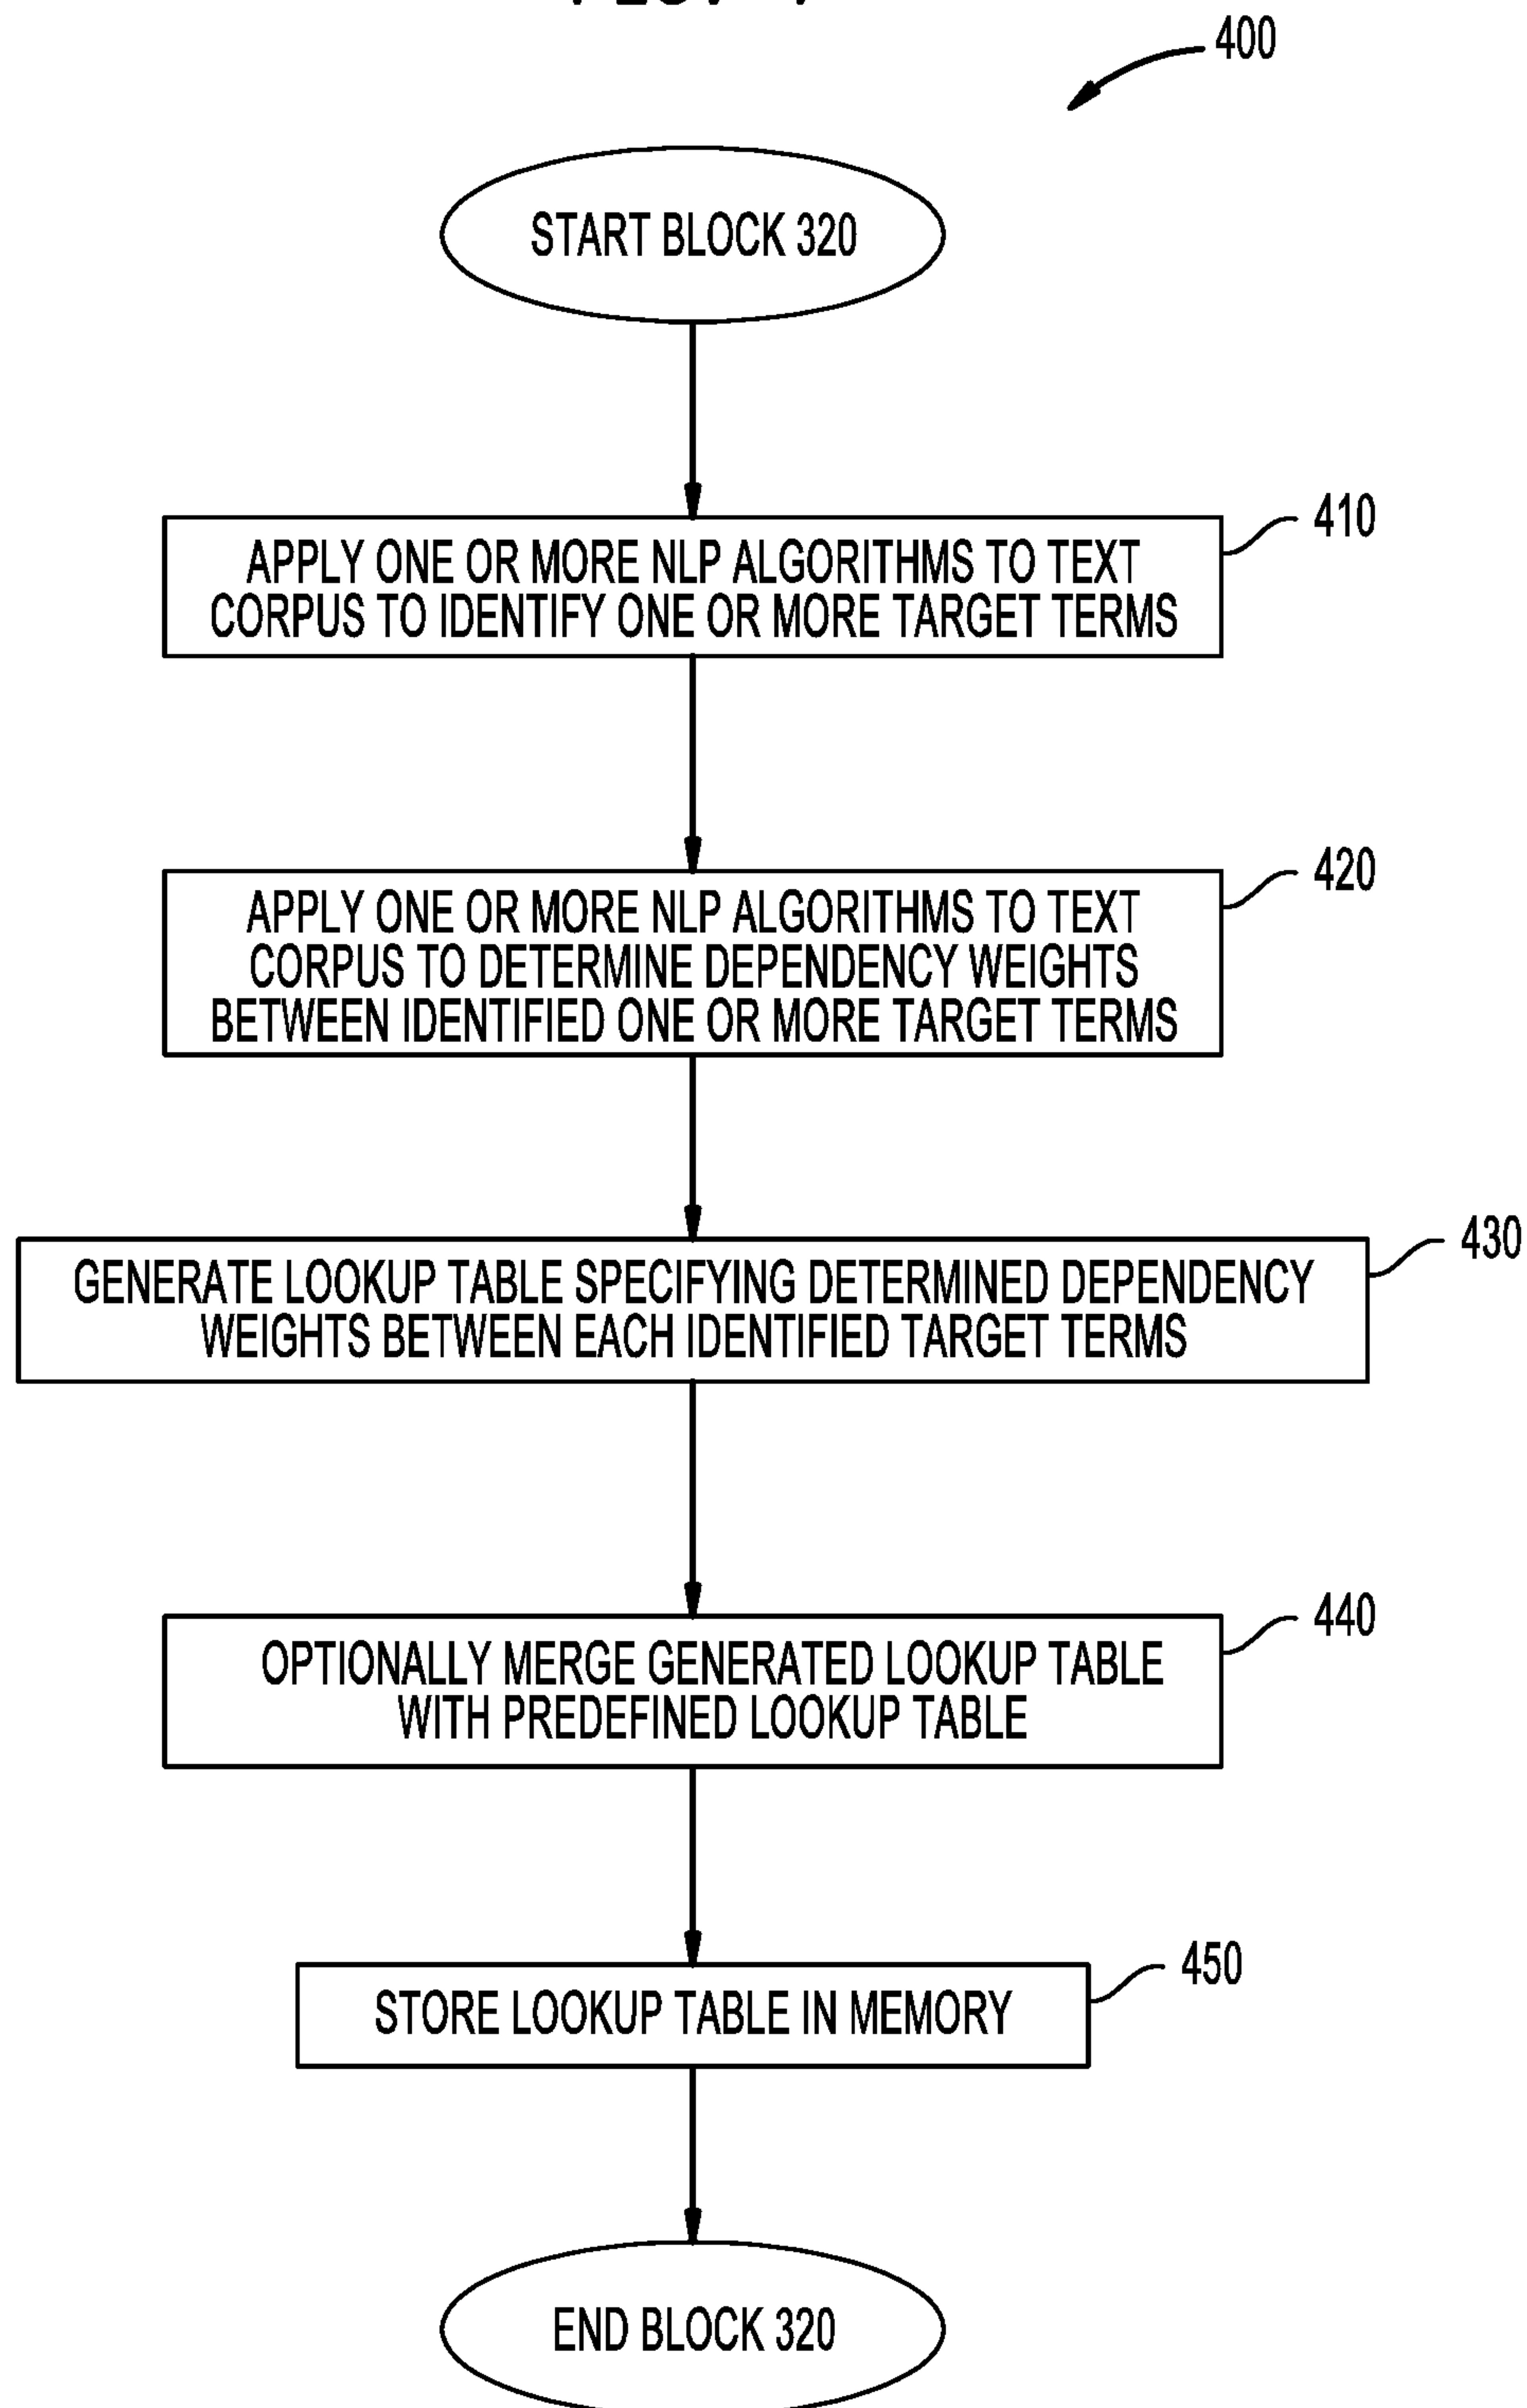 400
START BLOCK 320
410
APPLY ONE OR MORE NLP ALGORITHMS TO TEXT
CORPUS TO IDENTIFY ONE OR MORE TARGET TERMS
420
APPLY ONE OR MORE NLP ALGORITHMS TO TEXT
CORPUS TO DETERMINE DEPENDENCY WEIGHTS
BETWEEN IDENTIFIED ONE OR MORE TARGET TERMS
430
GENERATE LOOKUP TABLE SPECIFYING DETERMINED DEPENDENCY
WEIGHTS BETWEEN EACH IDENTIFIED TARGET TERMS
440
OPTIONALLY MERGE GENERATED LOOKUP TABLE
WITH PREDEFINED LOOKUP TABLE
450
STORE LOOKUP TABLE IN MEMORY
END BLOCK 320